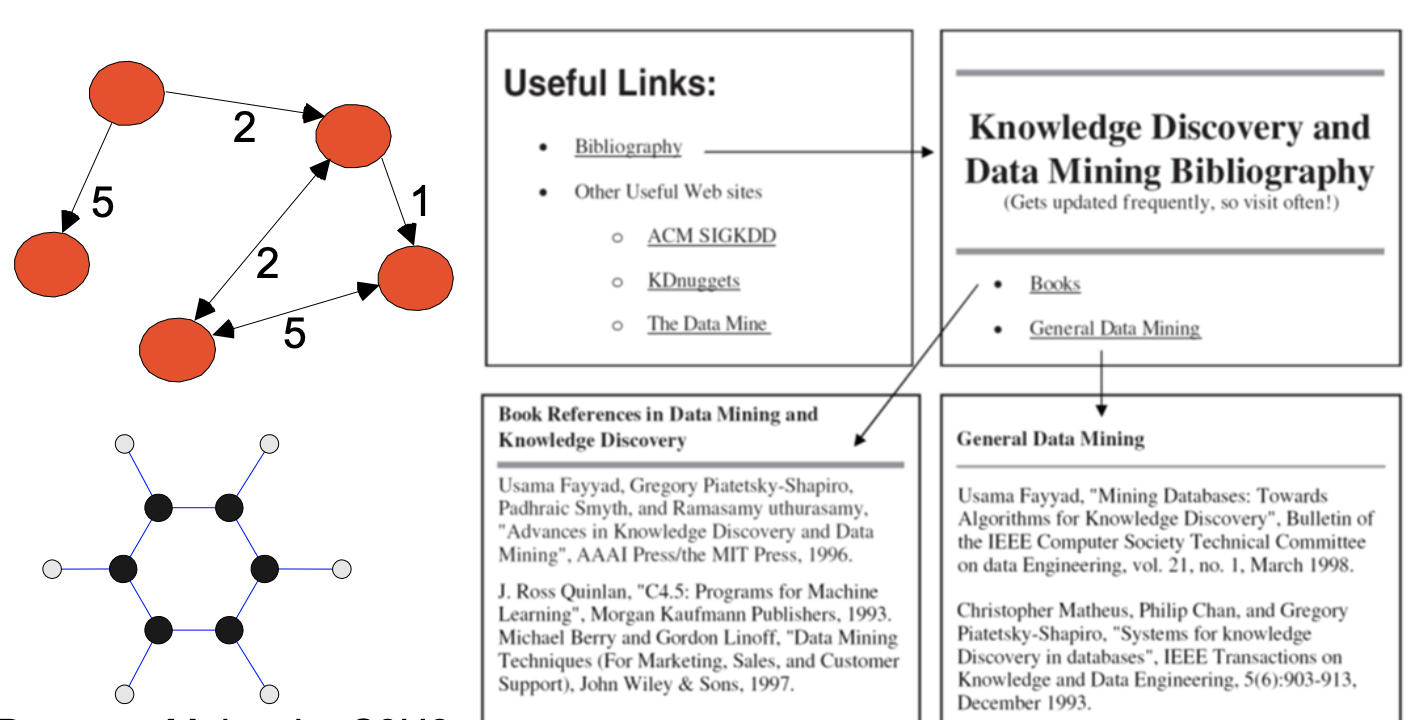 2
5
1
2
5
Useful Links:
• Bibliography
• Other Useful Web sites
o ACM SIGKDD
o KDnuggets
o The Data Mine
Knowledge Discovery and
Data Mining Bibliography
(Gets updated frequently, so visit often!)
• Books
• General Data Mining
Book References in Data Mining and
Knowledge Discovery
Usama Fayyad, Gregory Piatetsky-Shapiro,
Padhraic Smyth, and Ramasamy uthurasamy,
"Advances in Knowledge Discovery and Data
Mining", AAAI Press/the MIT Press, 1996.
J. Ross Quinlan, "C4.5: Programs for Machine
Learning", Morgan Kaufmann Publishers, 1993.
Michael Berry and Gordon Linoff, "Data Mining
Techniques (For Marketing, Sales, and Customer
Support), John Wiley & Sons, 1997.
General Data Mining
Usama Fayyad, "Mining Databases: Towards
Algorithms for Knowledge Discovery", Bulletin of
the IEEE Computer Society Technical Committee
on data Engineering, vol. 21, no. 1, March 1998.
Christopher Matheus, Philip Chan, and Gregory
Piatetsky-Shapiro, "Systems for knowledge
Discovery in databases", IEEE Transactions on
Knowledge and Data Engineering, 5(6):903-913,
December 1993.